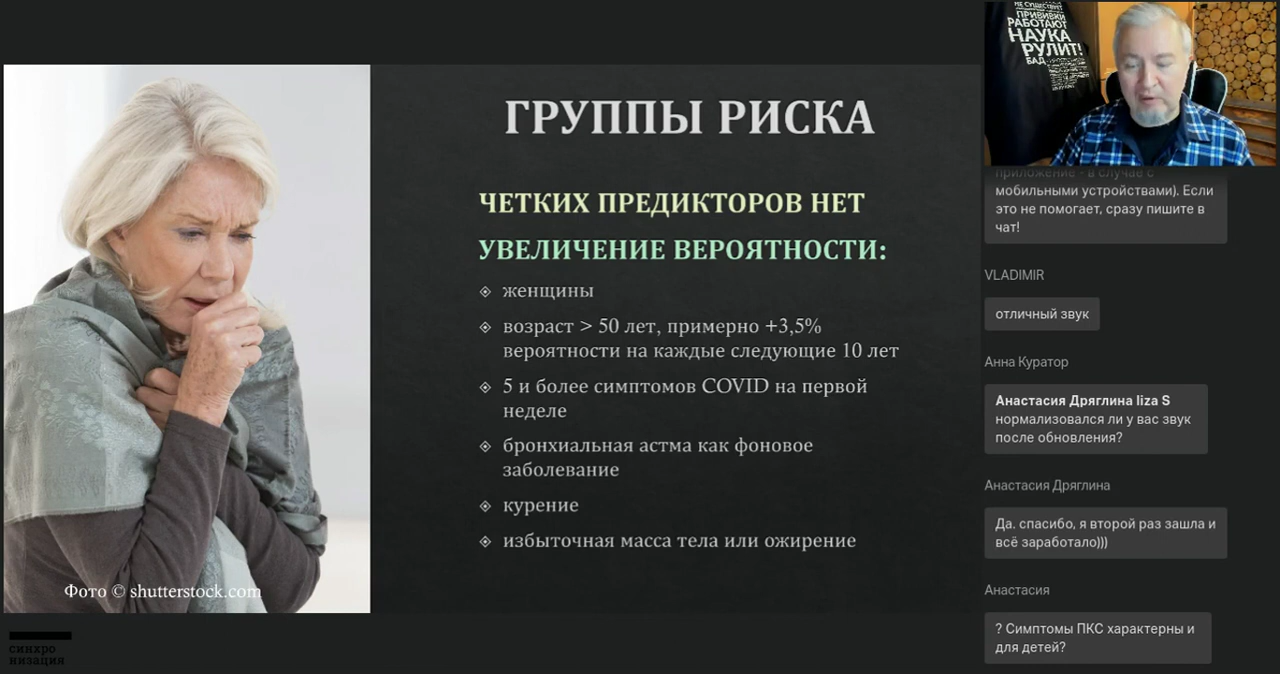 ГРУППЫ РИСКА
ЧЕТКИХ ПРЕДИКТОРОВ НЕТ
УВЕЛИЧЕНИЕ ВЕРОЯТНОСТИ:
женщины
возраст > 50 лет, примерно +3,5%
вероятности на каждые следующие 10 лет
5 и более симптомов COVID на первой
неделе
бронхиальная астма как фоновое
заболевание
курение
избыточная масса тела или ожирение
Фото © shutterstock.com
синхро
низация
НЕ СУЩЕСТВУЕТ
ПРИВИВКИ
РАБОТАЮТ
НАУКА
РУЛИТ!
БАД
приложение - в случае с
мобильными устройствами). Если
это не помогает, сразу пишите в
чат!
VLADIMIR
отличный звук
Анна Куратор
Анастасия Дряглина liza S
нормализовался ли у вас звук
после обновления?
Анастасия Дряглина
Да. спасибо, я второй раз зашла и
всё заработало)))
Анастасия
? Симптомы ПКС характерны и
для детей?